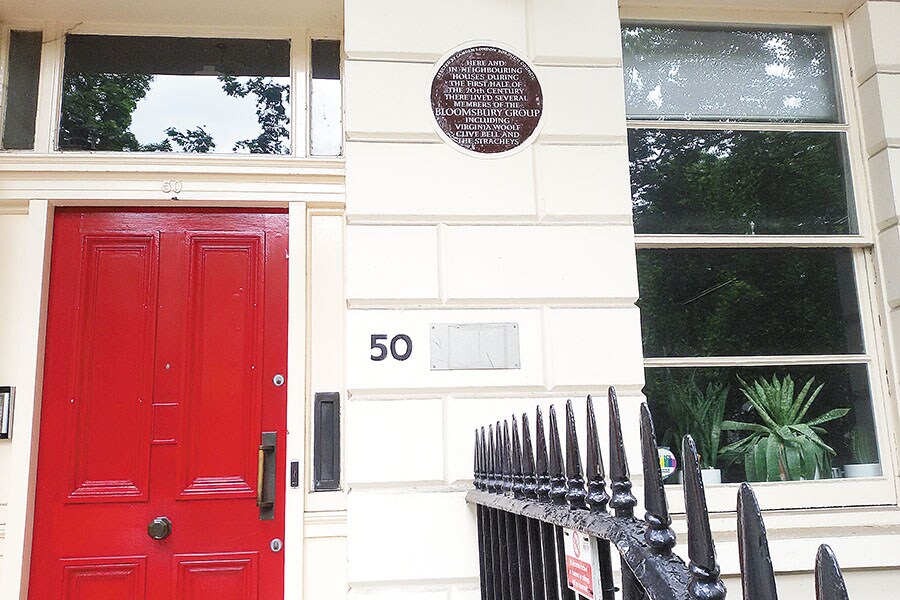 HERE AND
IN NEIGHBOURING
HOUSES DURING
THE FIRST HALF OF
THE 20th CENTURY
THERE LIVED SEVERAL
MEMBERS OF THE
BLOOMSBURY GROUP
INCLUDING
VIRGINIA WOOLF
CLIVE BELL AND
THE STRACHEYS
50
50